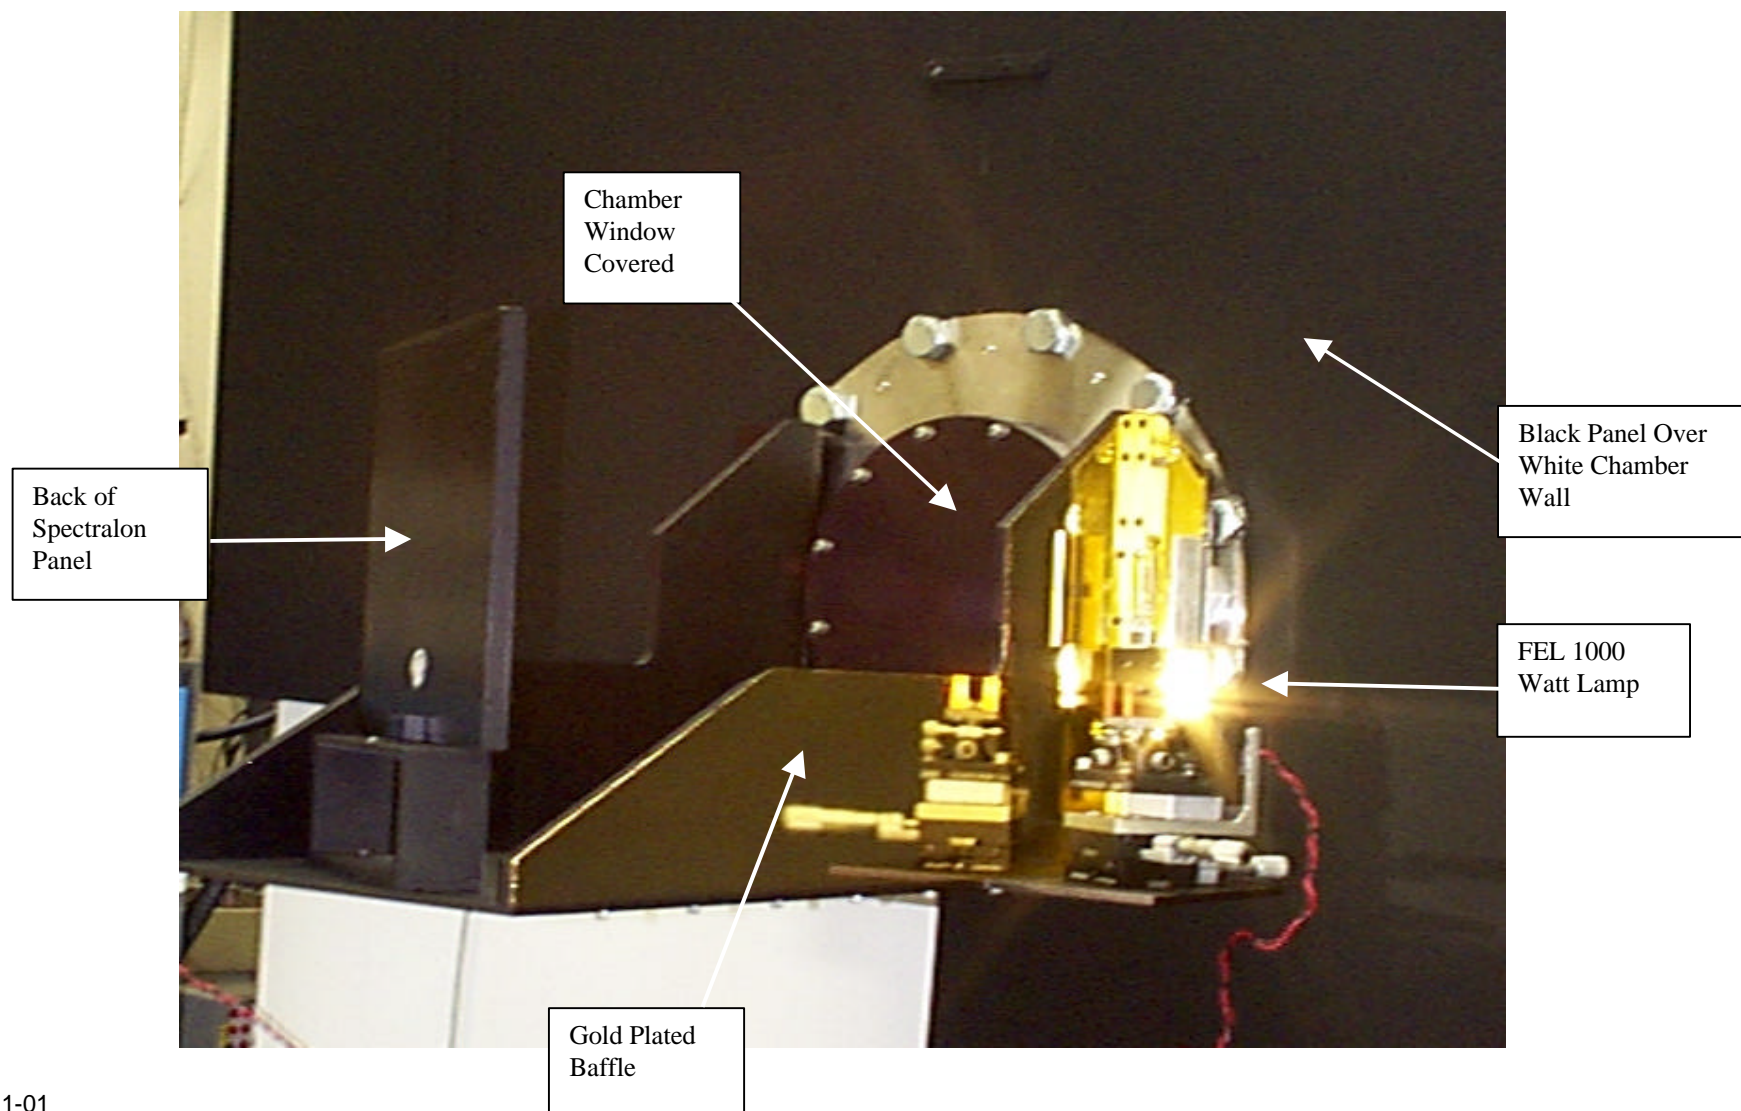 Chamber
Window
Covered
Black Panel Over
White Chamber
Wall
Back of
Spectralon
Panel
FEL 1000
Watt Lamp
Gold Plated
Baffle
1-01